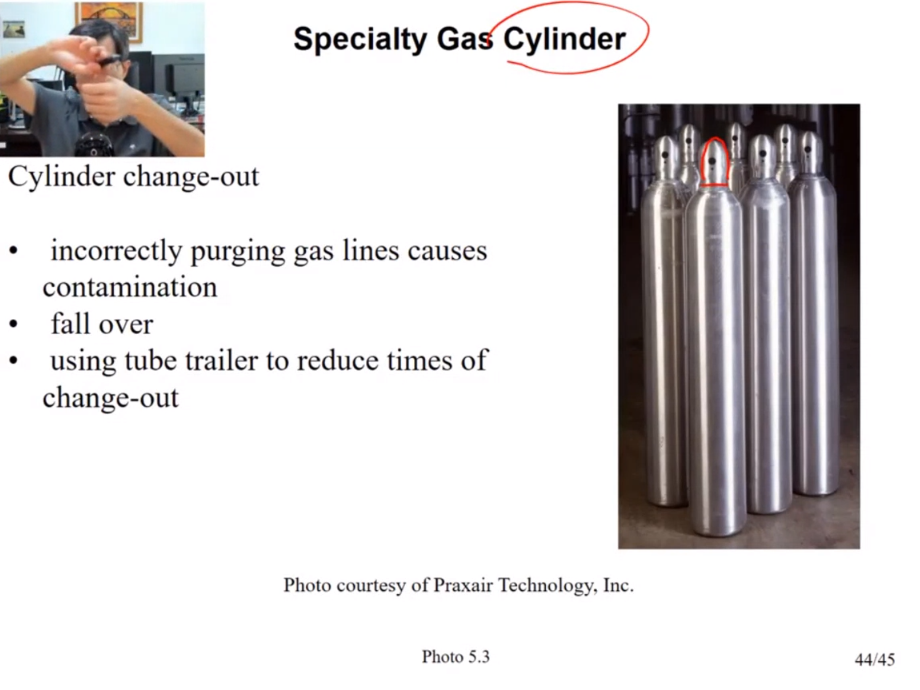 Specialty Gas Cylinder
Cylinder change-out
• incorrectly purging gas lines causes
contamination
• fall over
• using tube trailer to reduce times of
change-out
Photo courtesy of Praxair Technology, Inc.
Photo 5.3
44/45